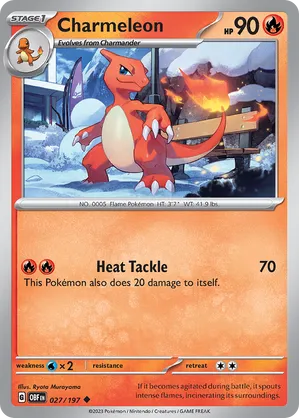 STAGE 1
Charmeleon
HP 90
Evolves from Charmander
NO. 0005 Flame Pokémon HT: 3'7" WT: 41.9 lbs.
Heat Tackle 70
This Pokémon also does 20 damage to itself.
weakness ×2 resistance retreat
Illus. Ryota Murayama
G OBF EN 027/197
If it becomes agitated during battle, it spouts
intense flames, incinerating its surroundings.
©2023 Pokémon / Nintendo / Creatures / GAME FREAK